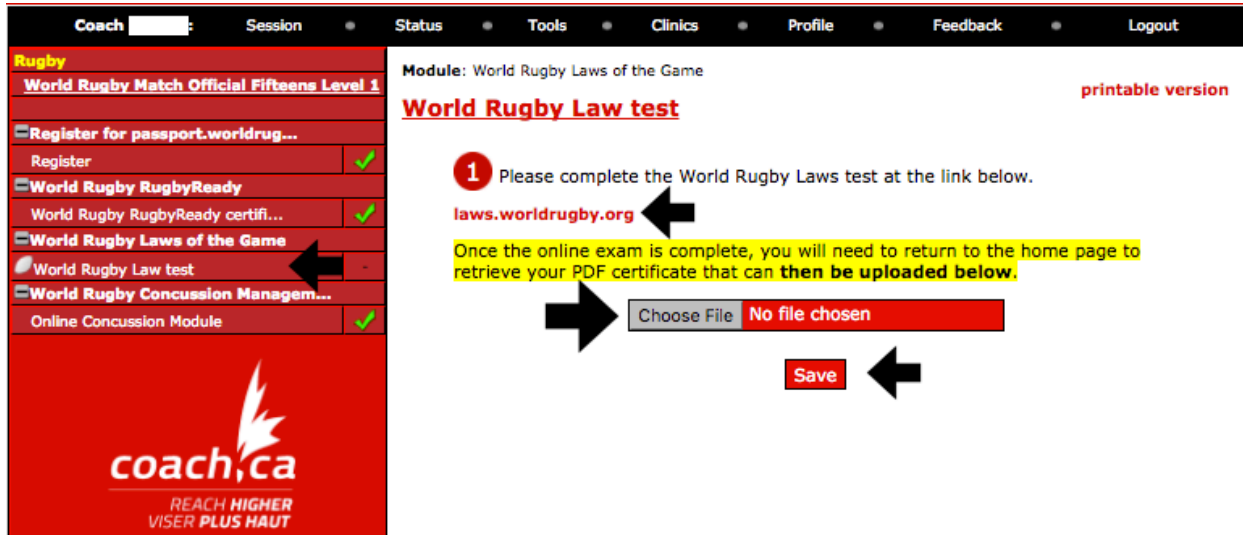 Coach : Session Status Tools Clinics Profile Feedback Logout
Rugby
World Rugby Match Official Fifteens Level 1
Register for passport.worldrug...
Register
World Rugby RugbyReady
World Rugby RugbyReady certifi...
World Rugby Laws of the Game
World Rugby Law test -
World Rugby Concussion Managem...
Online Concussion Module
coach.ca
REACH HIGHER
VISER PLUS HAUT
Module: World Rugby Laws of the Game
printable version
World Rugby Law test
1 Please complete the World Rugby Laws test at the link below.
laws.worldrugby.org
Once the online exam is complete, you will need to return to the home page to
retrieve your PDF certificate that can then be uploaded below.
Choose File No file chosen
Save